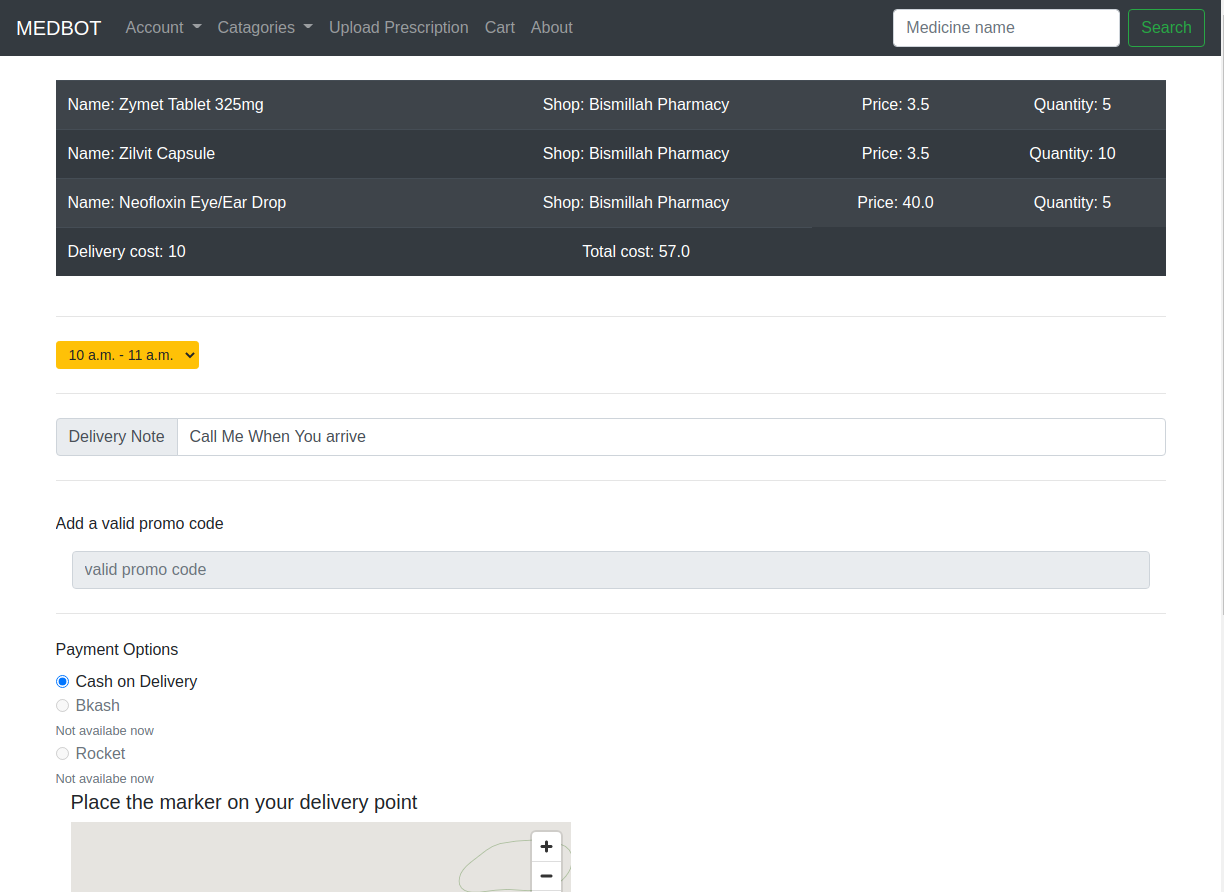 MEDBOT Account Catagories Upload Prescription Cart About Medicine name Search
Name: Zymet Tablet 325mg Shop: Bismillah Pharmacy Price: 3.5 Quantity: 5
Name: Zilvit Capsule Shop: Bismillah Pharmacy Price: 3.5 Quantity: 10
Name: Neofloxin Eye/Ear Drop Shop: Bismillah Pharmacy Price: 40.0 Quantity: 5
Delivery cost: 10 Total cost: 57.0
10 a.m. - 11 a.m.
Delivery Note Call Me When You arrive
Add a valid promo code
valid promo code
Payment Options
Cash on Delivery
Bkash
Not availabe now
Rocket
Not availabe now
Place the marker on your delivery point
+
−